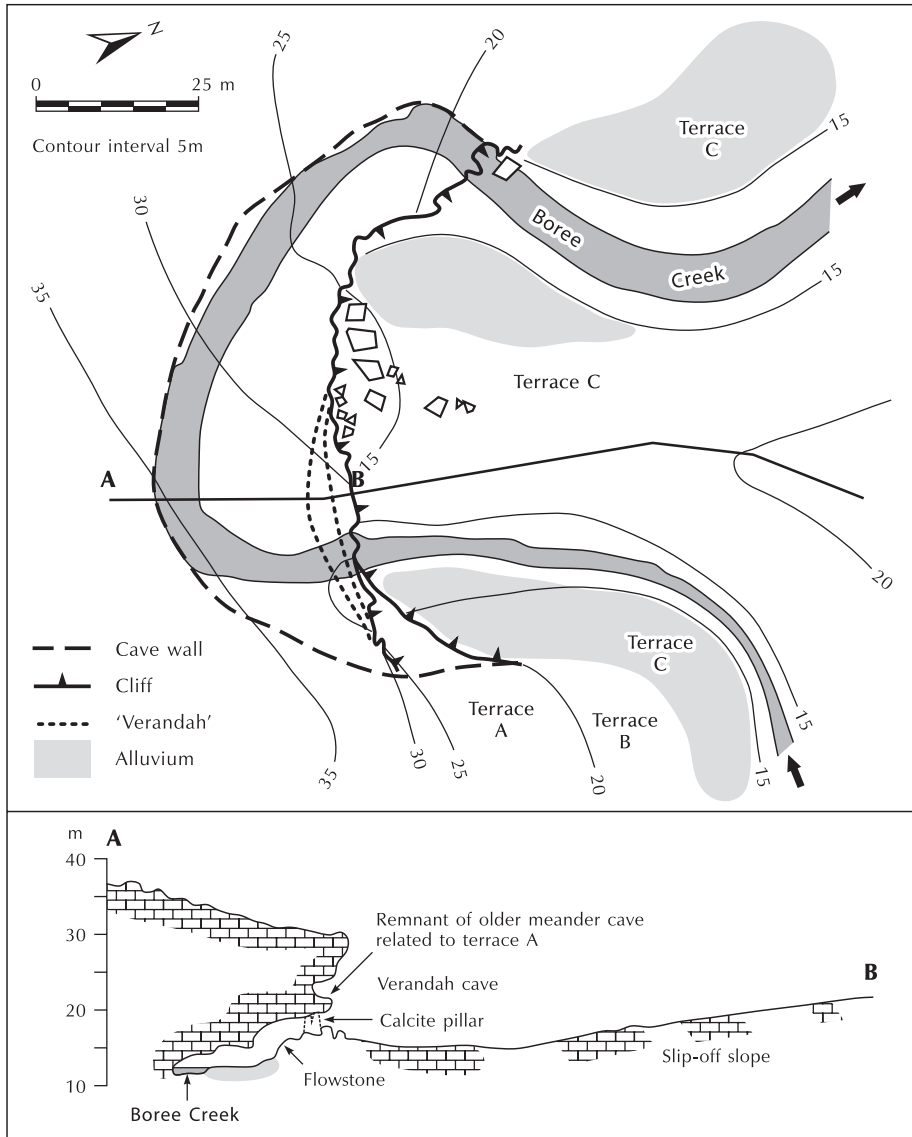 N
0 25 m
Contour interval 5m
25
20
Terrace
C
15
30
Boree
Creek
15
35
Terrace C
A
B
15
20
Cave wall
Cliff
'Verandah'
Alluvium
Terrace
C
Terrace
A
Terrace
B
15
15
35
30
25
20
m
A
40
30
20
10
Remnant of older meander cave
related to terrace A
Verandah cave
Calcite pillar
B
Slip-off slope
Flowstone
Boree Creek